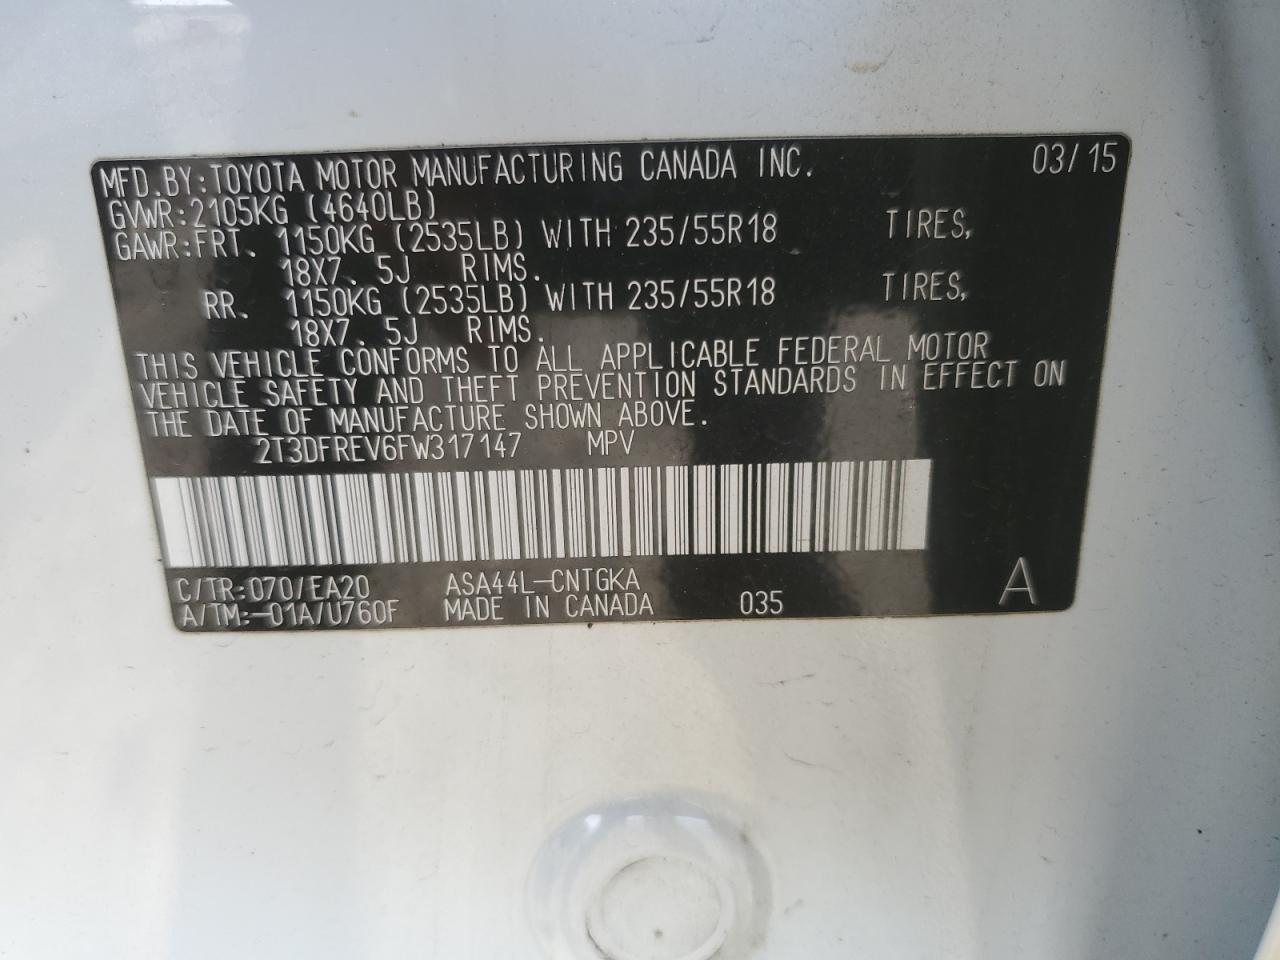 MFD.BY:TOYOTA MOTOR MANUFACTURING CANADA INC. 03/15
GVWR:2105KG (4640LB)
GAWR:FRT. 1150KG (2535LB) WITH 235/55R18 TIRES,
18X7.5J RIMS.
RR. 1150KG (2535LB) WITH 235/55R18 TIRES,
18X7.5J RIMS.
THIS VEHICLE CONFORMS TO ALL APPLICABLE FEDERAL MOTOR
VEHICLE SAFETY AND THEFT PREVENTION STANDARDS IN EFFECT ON
THE DATE OF MANUFACTURE SHOWN ABOVE.
2T3DFREV6FW317147 MPV
C/TR:070/EA20 ASA44L-CNTGKA A
A/TM:-01A/U760F MADE IN CANADA 035